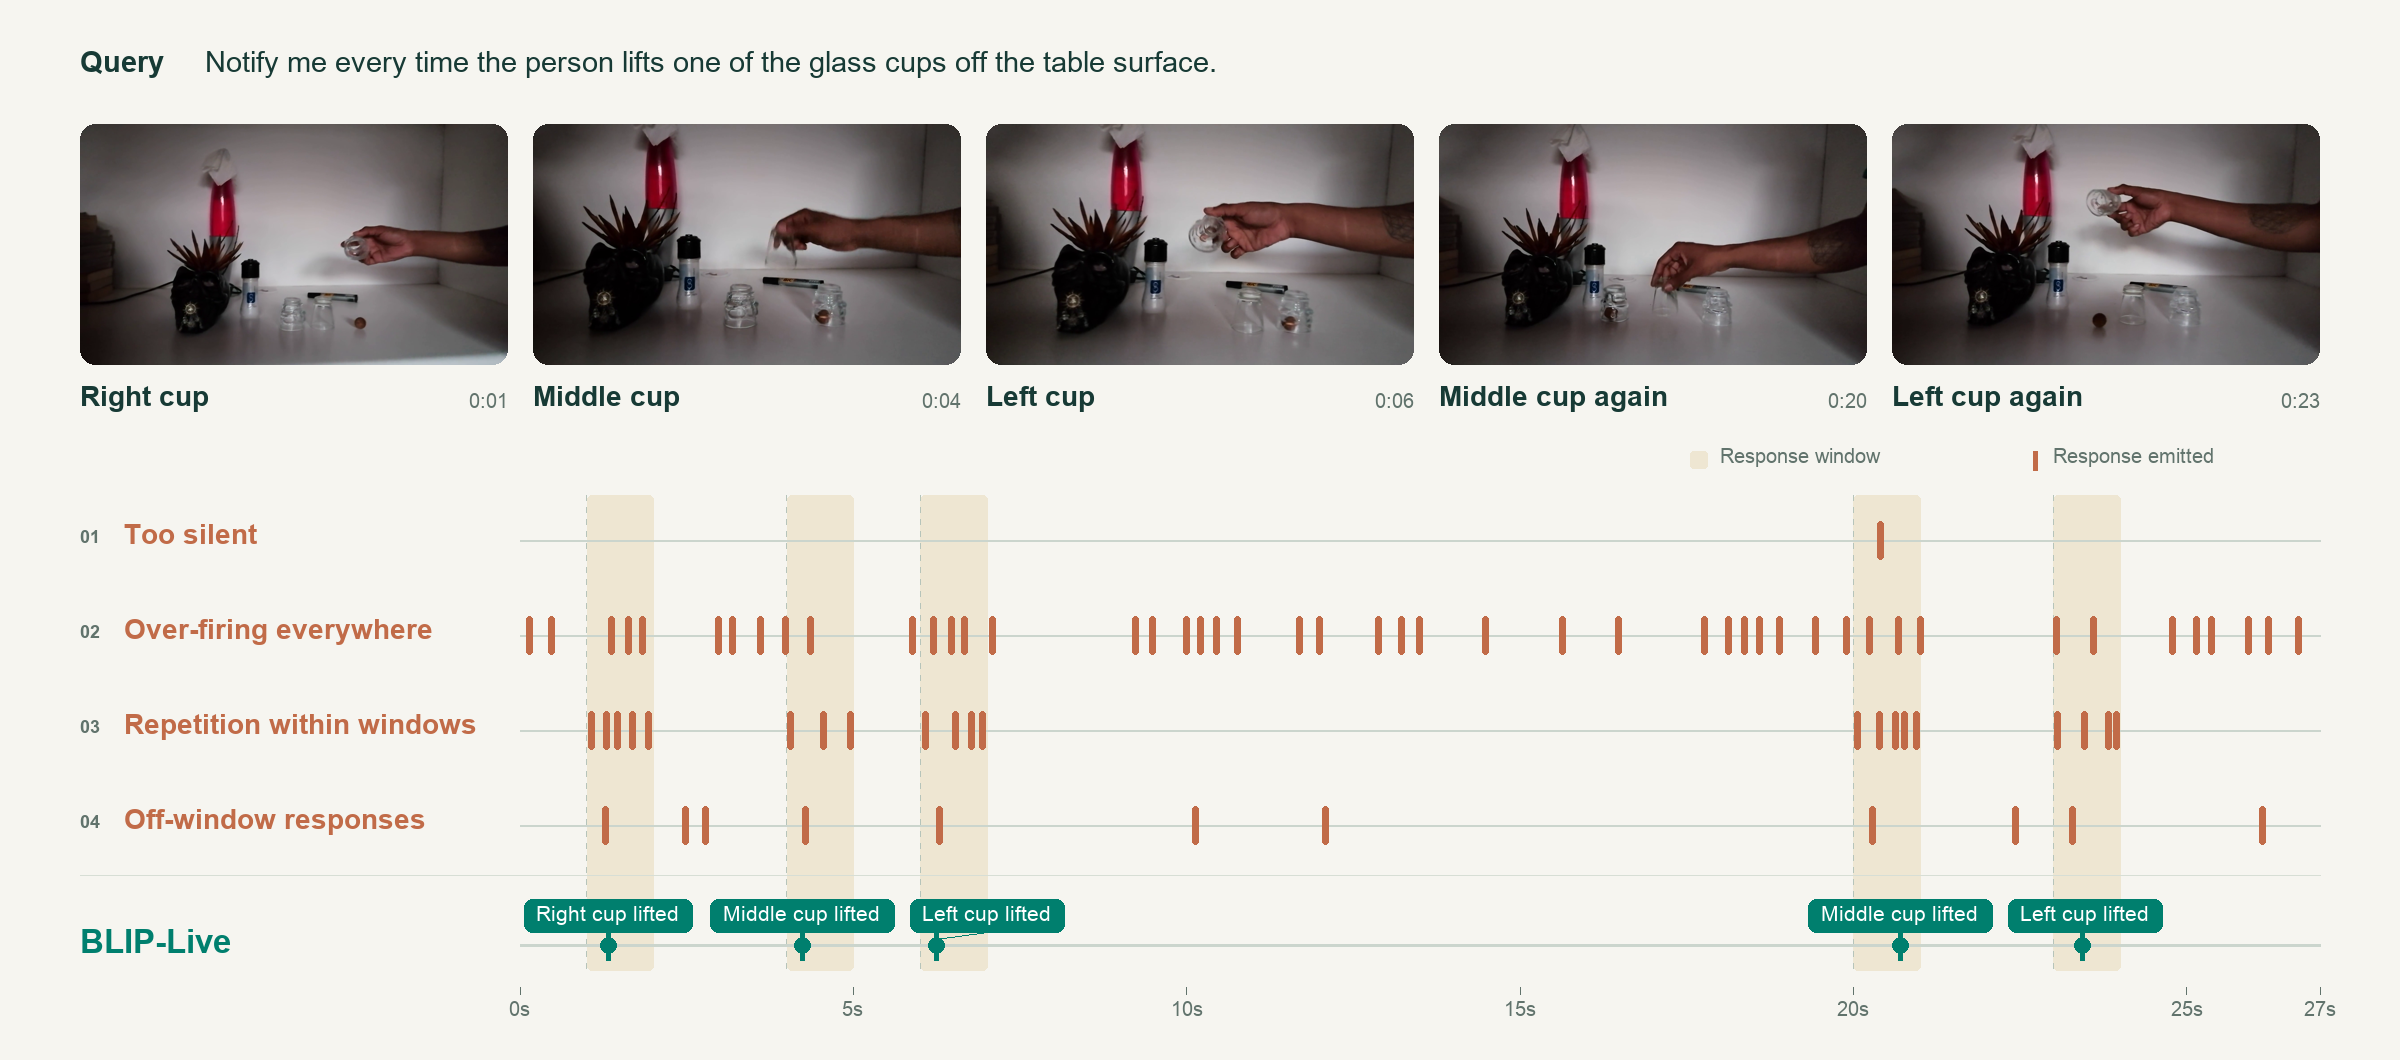 Query Notify me every time the person lifts one of the glass cups off the table surface.
Right cup 0:01
Middle cup 0:04
Left cup 0:06
Middle cup again 0:20
Left cup again 0:23
Response window
Response emitted
01 Too silent
02 Over-firing everywhere
03 Repetition within windows
04 Off-window responses
Right cup lifted
Middle cup lifted
Left cup lifted
Middle cup lifted
Left cup lifted
BLIP-Live
0s 5s 10s 15s 20s 25s 27s